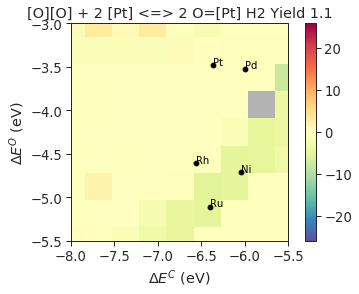 [O][O] + 2 [Pt] <=> 2 O=[Pt] H2 Yield 1.1
−3.0
−3.5
−4.0
−4.5
−5.0
−5.5
ΔE^O (eV)
Pt
Pd
Rh
Ni
Ru
−8.0 −7.5 −7.0 −6.5 −6.0 −5.5
ΔE^C (eV)
20
10
0
−10
−20